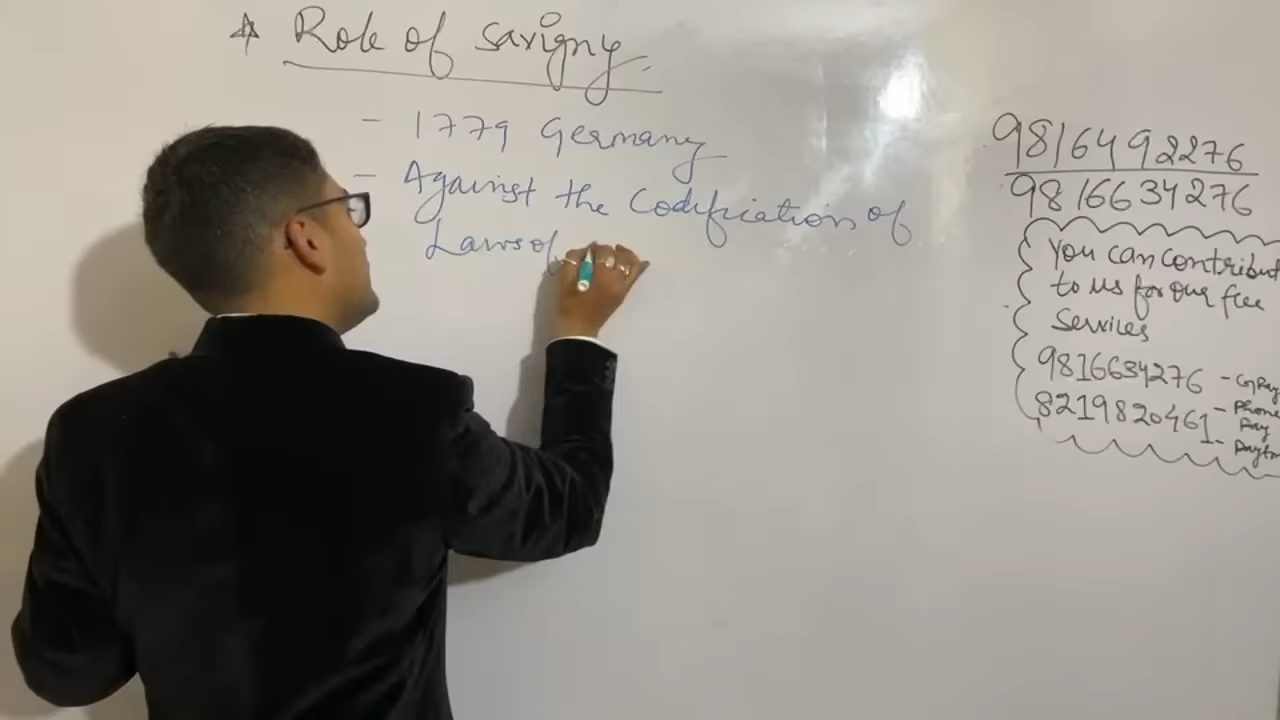 Role of Savigny.
- 1779 Germany
- Against the Codification of
Laws of
9816492276
9816634276
You can contribut
to us for our free
Services
9816634276 - GPay
8219820461 - Phone
Pay
- Paytm